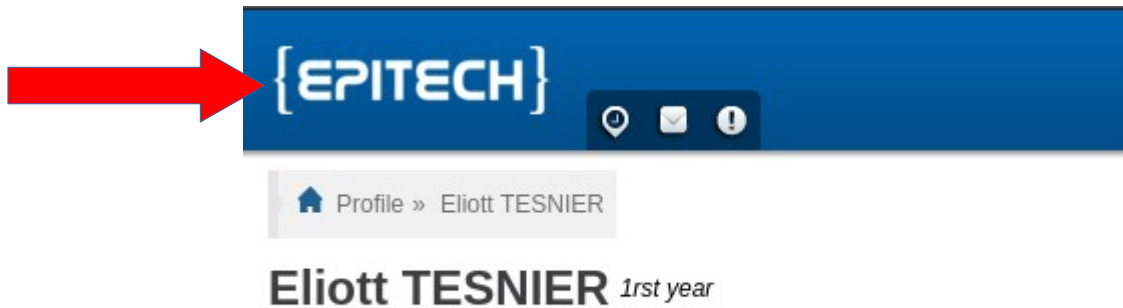 {EPITECH}
Profile » Eliott TESNIER
Eliott TESNIER 1rst year